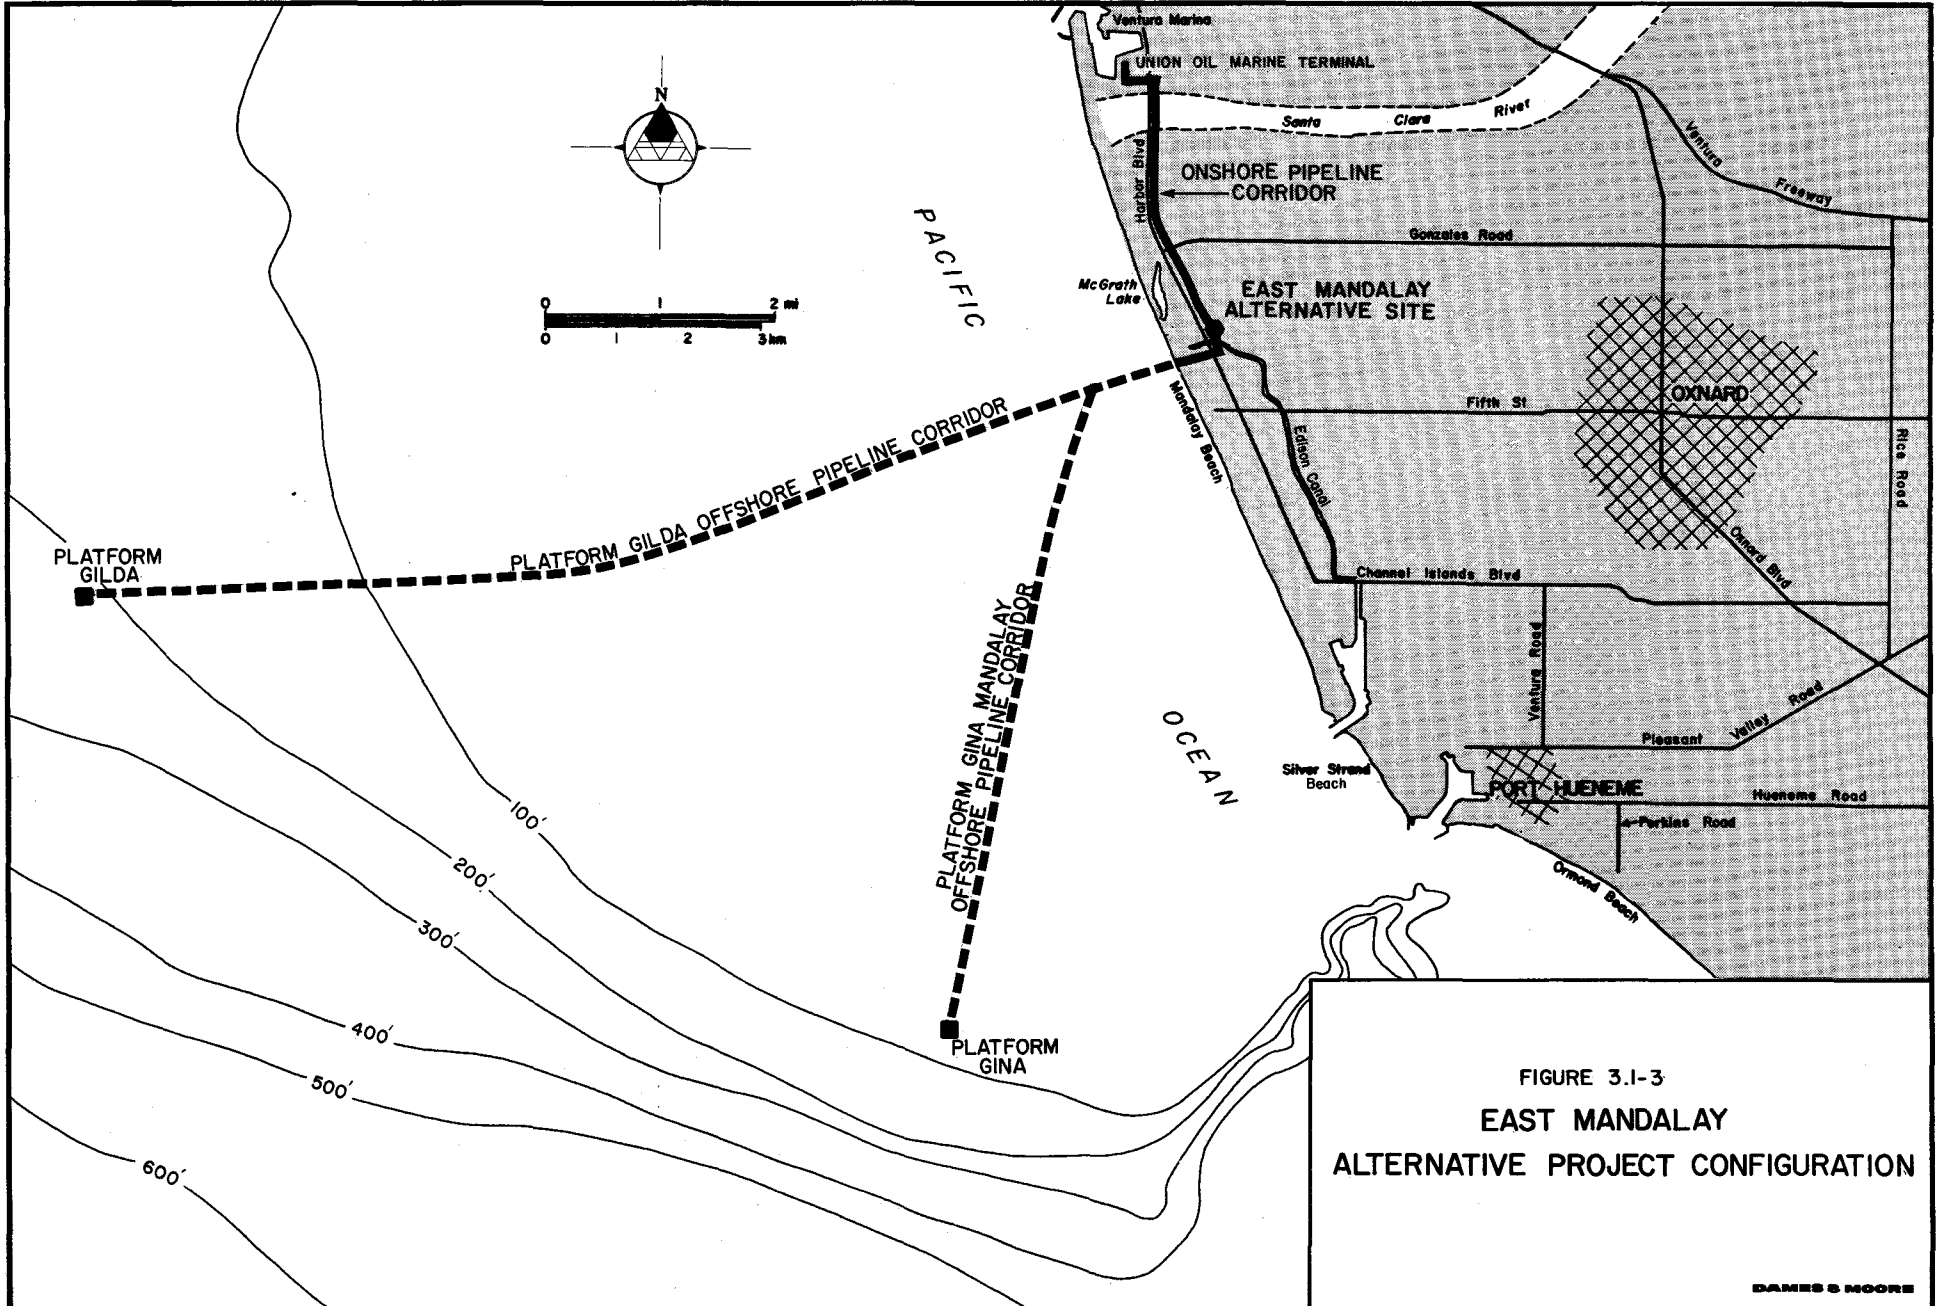 Ventura Marina
UNION OIL MARINE TERMINAL
Santa Clara River
N
Harbor Blvd
ONSHORE PIPELINE
CORRIDOR
Ventura Freeway
PACIFIC
Gonzales Road
McGrath
Lake
EAST MANDALAY
ALTERNATIVE SITE
0 1 2 mi
0 1 2 3 km
OXNARD
Fifth St
Mandalay Beach
Edison Canal
Rice Road
PLATFORM GILDA OFFSHORE PIPELINE CORRIDOR
PLATFORM
GILDA
Oxnard Blvd
Channel Islands Blvd
PLATFORM GINA MANDALAY
OFFSHORE PIPELINE CORRIDOR
Ventura Road
Pleasant Valley Road
OCEAN
Silver Strand
Beach
PORT HUENEME
Hueneme Road
Perkins Road
Ormond Beach
100'
200'
300'
400'
500'
600'
PLATFORM
GINA
FIGURE 3.1-3
EAST MANDALAY
ALTERNATIVE PROJECT CONFIGURATION
DAMES & MOORE